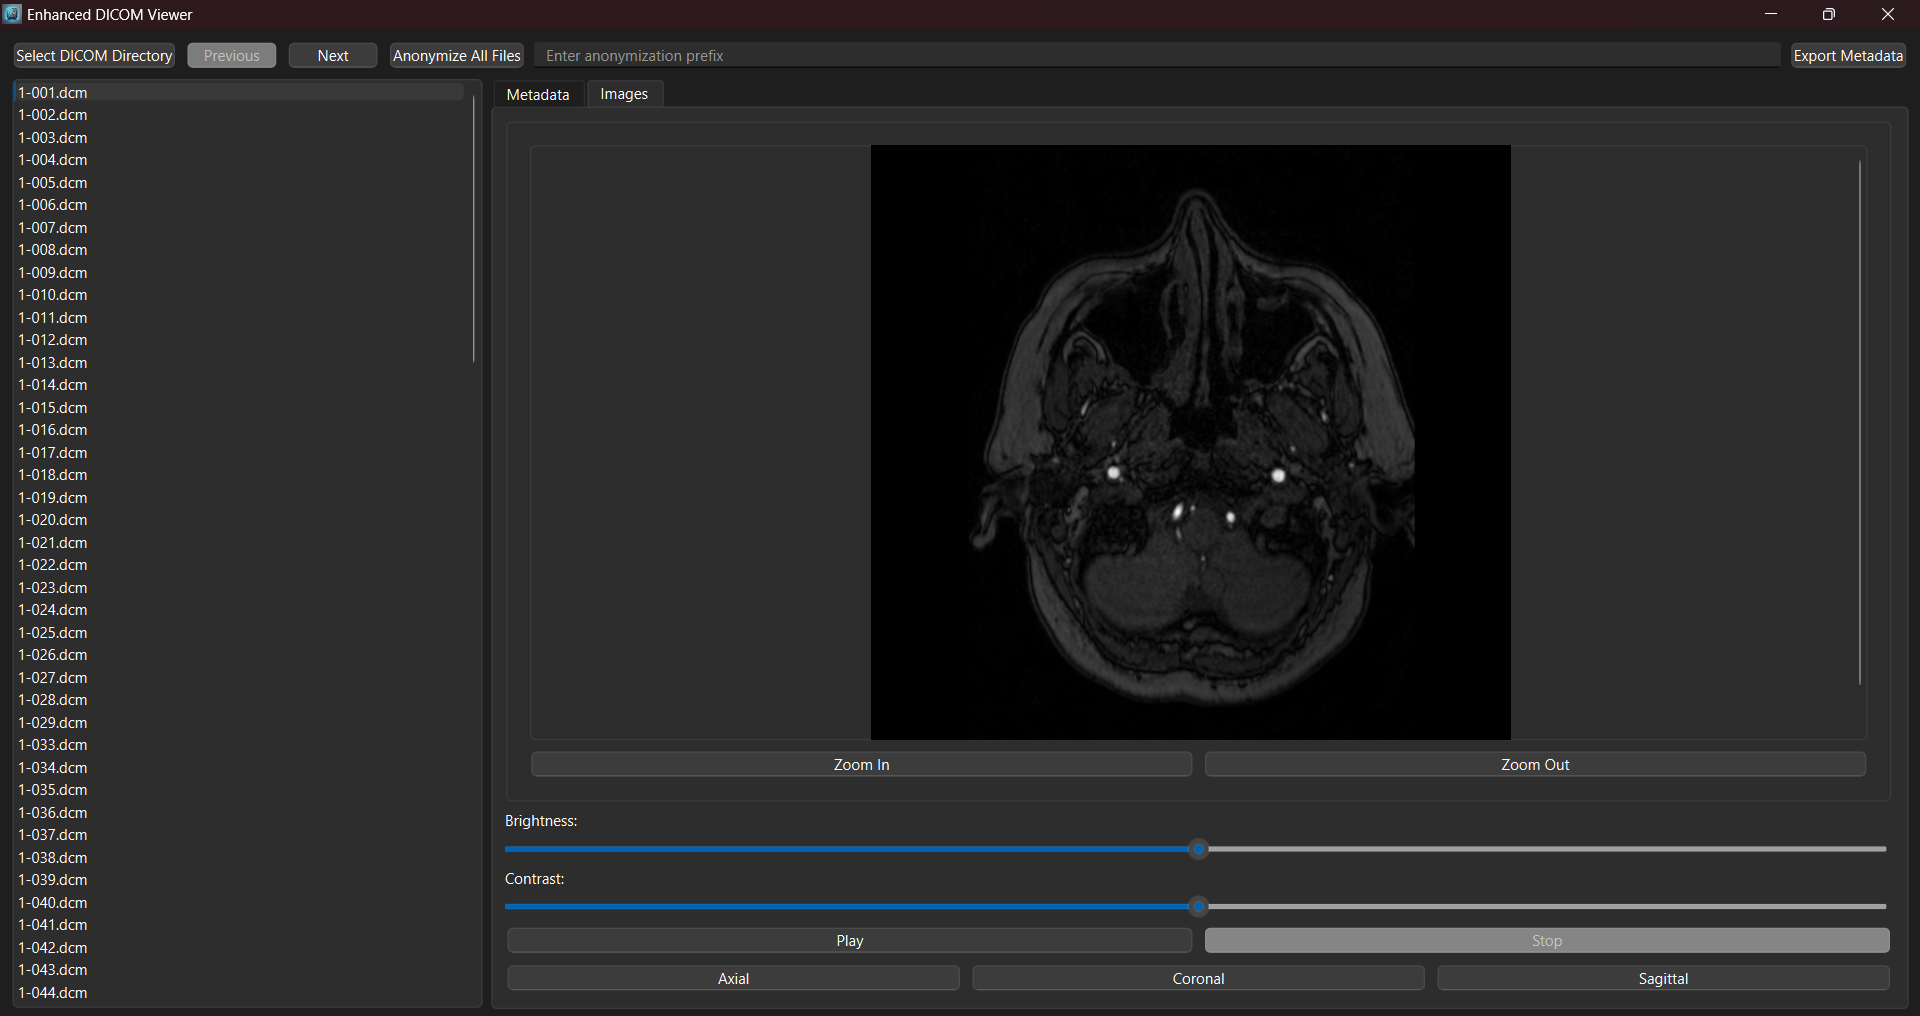 Enhanced DICOM Viewer
Select DICOM Directory Previous Next Anonymize All Files Enter anonymization prefix Export Metadata
1-001.dcm
1-002.dcm
1-003.dcm
1-004.dcm
1-005.dcm
1-006.dcm
1-007.dcm
1-008.dcm
1-009.dcm
1-010.dcm
1-011.dcm
1-012.dcm
1-013.dcm
1-014.dcm
1-015.dcm
1-016.dcm
1-017.dcm
1-018.dcm
1-019.dcm
1-020.dcm
1-021.dcm
1-022.dcm
1-023.dcm
1-024.dcm
1-025.dcm
1-026.dcm
1-027.dcm
1-028.dcm
1-029.dcm
1-033.dcm
1-034.dcm
1-035.dcm
1-036.dcm
1-037.dcm
1-038.dcm
1-039.dcm
1-040.dcm
1-041.dcm
1-042.dcm
1-043.dcm
1-044.dcm
Metadata Images
Zoom In Zoom Out
Brightness:
Contrast:
Play Stop
Axial Coronal Sagittal